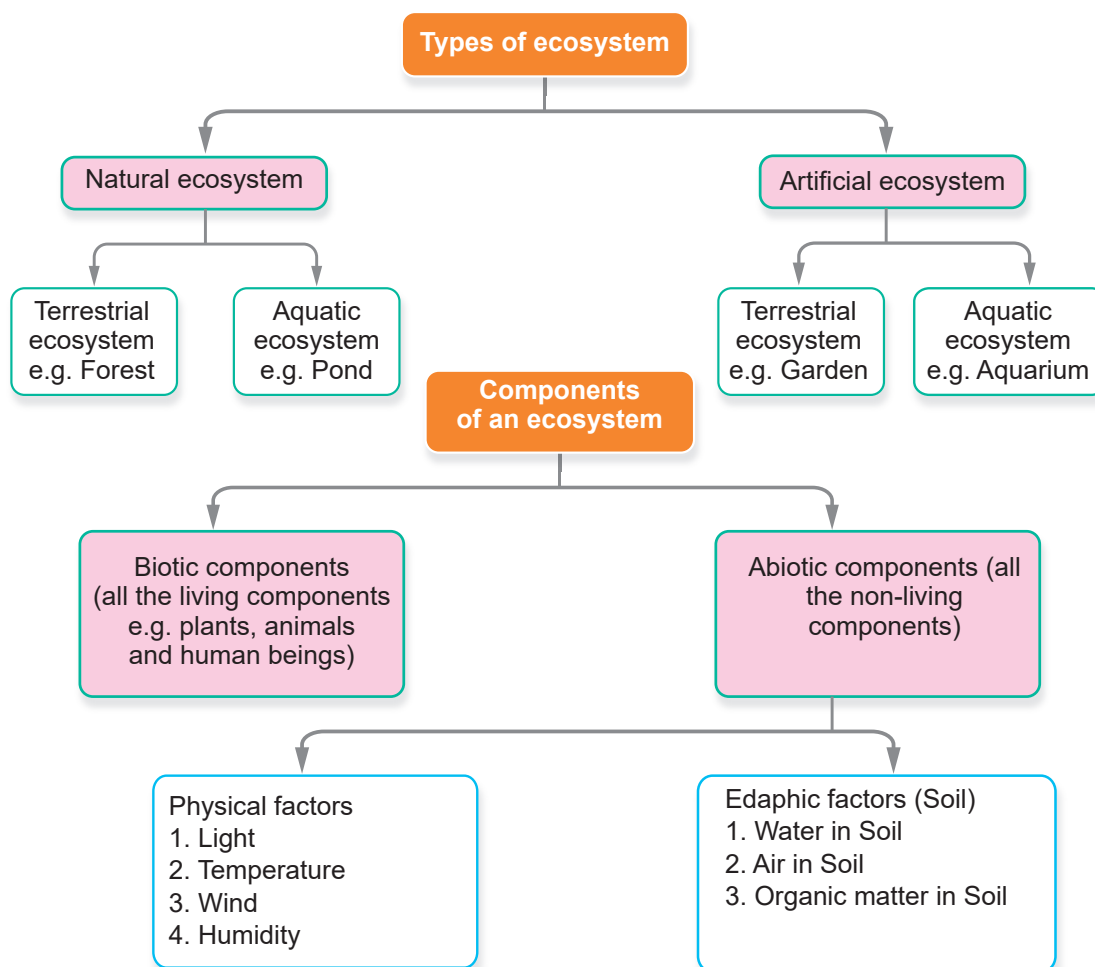 Types of ecosystem
Natural ecosystem
Artificial ecosystem
Terrestrial
ecosystem
e.g. Forest
Aquatic
ecosystem
e.g. Pond
Terrestrial
ecosystem
e.g. Garden
Aquatic
ecosystem
e.g. Aquarium
Components
of an ecosystem
Biotic components
(all the living components
e.g. plants, animals
and human beings)
Abiotic components (all
the non-living
components)
Physical factors
1. Light
2. Temperature
3. Wind
4. Humidity
Edaphic factors (Soil)
1. Water in Soil
2. Air in Soil
3. Organic matter in Soil